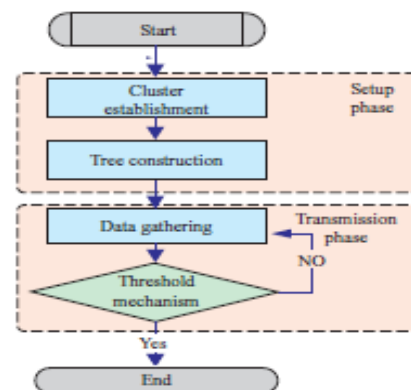 Start
Cluster
establishment
Setup
phase
Tree construction
Data gathering
Transmission
phase
NO
Threshold
mechanism
Yes
End